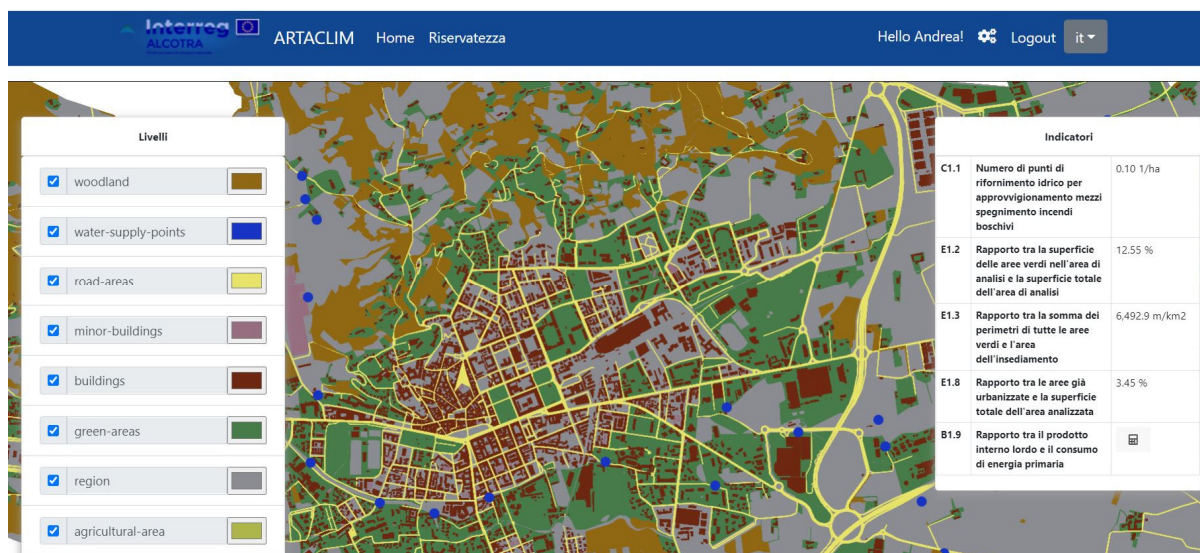 Interreg
ALCOTRA
ARTACLIM Home Riservatezza
Hello Andrea! Logout it
Livelli
woodland
water-supply-points
road-areas
minor-buildings
buildings
green-areas
region
agricultural-area
Indicatori
C1.1 Numero di punti di 0.10 1/ha
rifornimento idrico per
approvvigionamento mezzi
spegnimento incendi
boschivi
E1.2 Rapporto tra la superficie 12.55 %
delle aree verdi nell'area di
analisi e la superficie totale
dell'area di analisi
E1.3 Rapporto tra la somma dei 6,492.9 m/km2
perimetri di tutte le aree
verdi e l'area
dell'insediamento
E1.8 Rapporto tra le aree già 3.45 %
urbanizzate e la superficie
totale dell'area analizzata
B1.9 Rapporto tra il prodotto
interno lordo e il consumo
di energia primaria